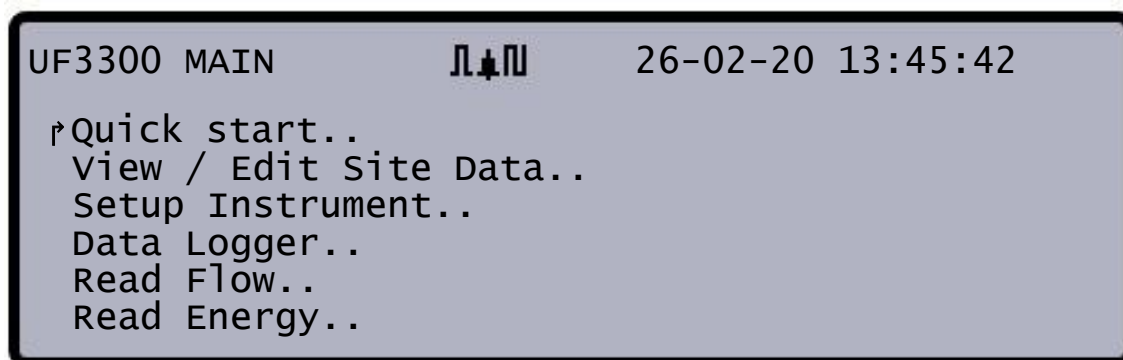 UF3300 MAIN 26-02-20 13:45:42
Quick start..
View / Edit Site Data..
Setup Instrument..
Data Logger..
Read Flow..
Read Energy..